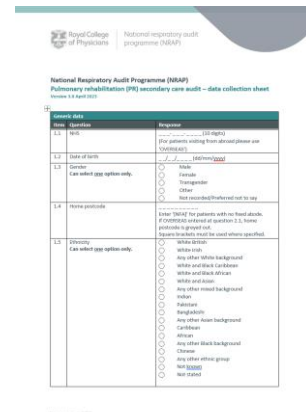 Royal College
of Physicians
National respiratory audit
programme (NRAP)
National Respiratory Audit Programme (NRAP)
Pulmonary rehabilitation (PR) secondary care audit – data collection sheet
Generic data
Item Question Response
1.1 NHS (10 digits)
(For patients visiting from abroad please use
'OVERSEAS')
1.2 Date of birth __/__/____ (dd/mm/yyyy)
1.3 Gender
Can select one option only.
Male
Female
Transgender
Other
Not recorded/Preferred not to say
1.4 Home postcode
Enter '[NFA]' for patients with no fixed abode.
If OVERSEAS entered at question 1.1, home
postcode is greyed out.
Square brackets must be used where specified.
1.5 Ethnicity
Can select one option only.
White British
White Irish
Any other White background
White and Black Caribbean
White and Black African
White and Asian
Any other mixed background
Indian
Pakistani
Bangladeshi
Any other Asian background
Caribbean
African
Any other Black background
Chinese
Any other ethnic group
Not known
Not stated